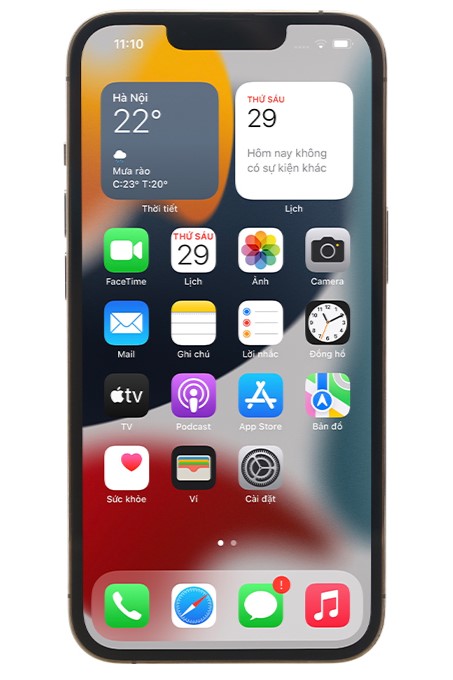 11:10
Hà Nội
22°
Mưa rào
C:23° T:20°
Thời tiết
THỨ SÁU
29
Hôm nay không
có sự kiện khác
Lịch
FaceTime
THỨ SÁU
29
Lịch
Ảnh
Camera
Mail
Ghi chú
Lời nhắc
Đồng hồ
tv
TV
Podcast
App Store
Bản đồ
Sức khỏe
Ví
Cài đặt
!